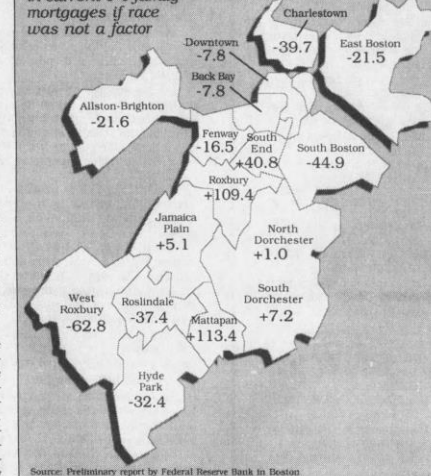 mortgages if race
was not a factor
Charlestown
-39.7
East Boston
-21.5
Downtown
-7.8
Back Bay
-7.8
Allston-Brighton
-21.6
Fenway
-16.5
South
End
+40.8
South Boston
-44.9
Roxbury
+109.4
Jamaica
Plain
+5.1
North
Dorchester
+1.0
South
Dorchester
+7.2
West
Roxbury
-62.8
Roslindale
-37.4
Mattapan
+113.4
Hyde
Park
-32.4
Source: Preliminary report by Federal Reserve Bank in Boston